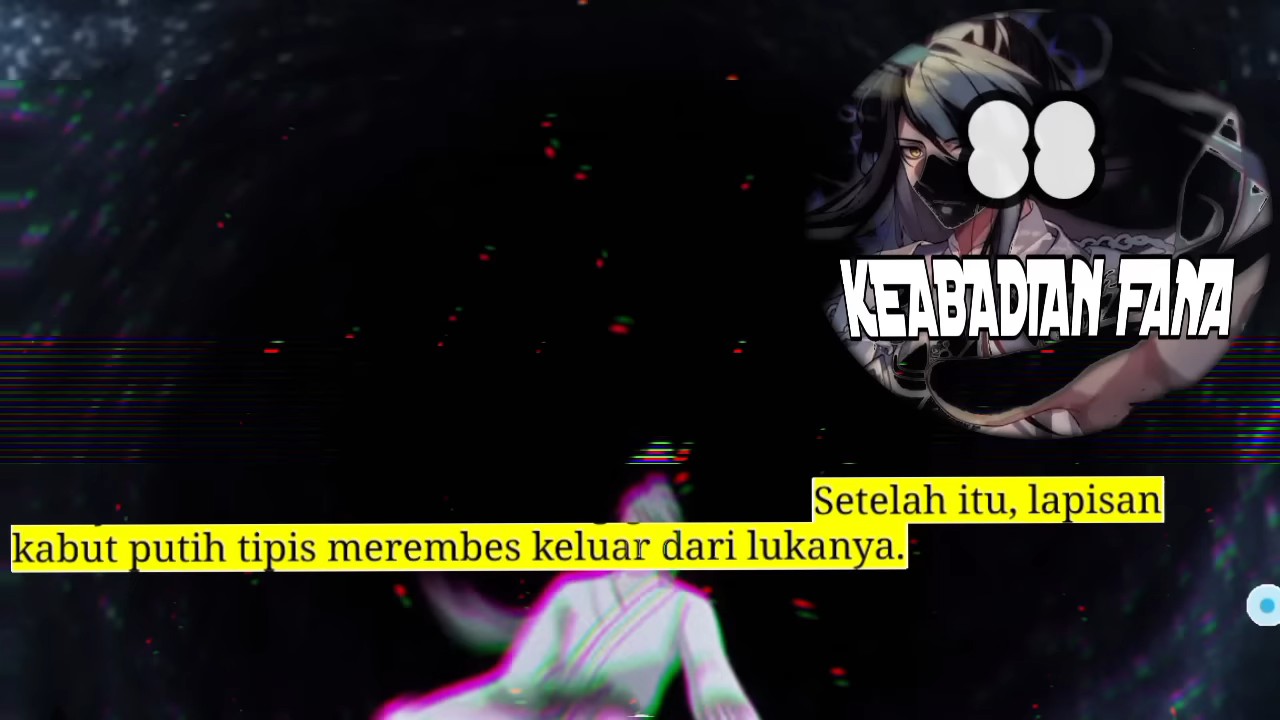 88
KEABADIAN FANA
Setelah itu, lapisan
kabut putih tipis merembes keluar dari lukanya.